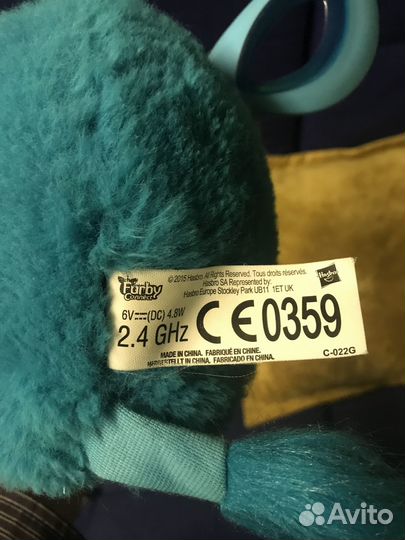 Furby
Connect
© 2015 Hasbro. All Rights Reserved. Tous droits réservés.
Hasbro SA Represented by:
Hasbro Europe Stockley Park UB11 1ET UK
Hasbro
6V⎓(DC) 4.8W
2.4 GHz
CE0359
MADE IN CHINA. FABRIQUÉ EN CHINE.
HERGESTELLT IN CHINA. FABRICADO EN CHINA.
C-022G
Avito